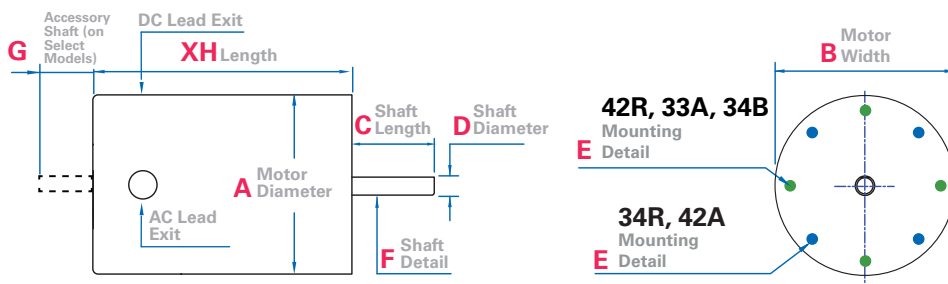 Accessory
Shaft (on
Select
Models)
G
DC Lead Exit
XH Length
C Shaft
Length
D Shaft
Diameter
A Motor
Diameter
AC Lead
Exit
F Shaft
Detail
B Motor
Width
42R, 33A, 34B
E Mounting
Detail
34R, 42A
E Mounting
Detail